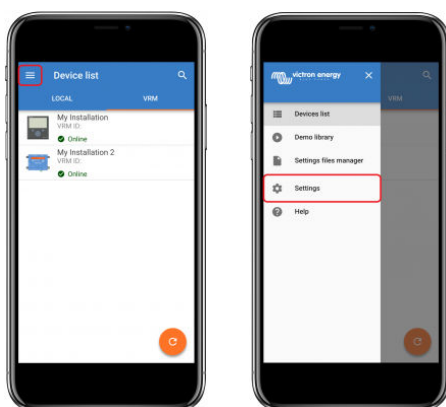 Device list
LOCAL VRM
My Installation
VRM ID:
Online
My Installation 2
VRM ID:
Online
victron energy
VRM
Devices list
Demo library
Settings files manager
Settings
Help